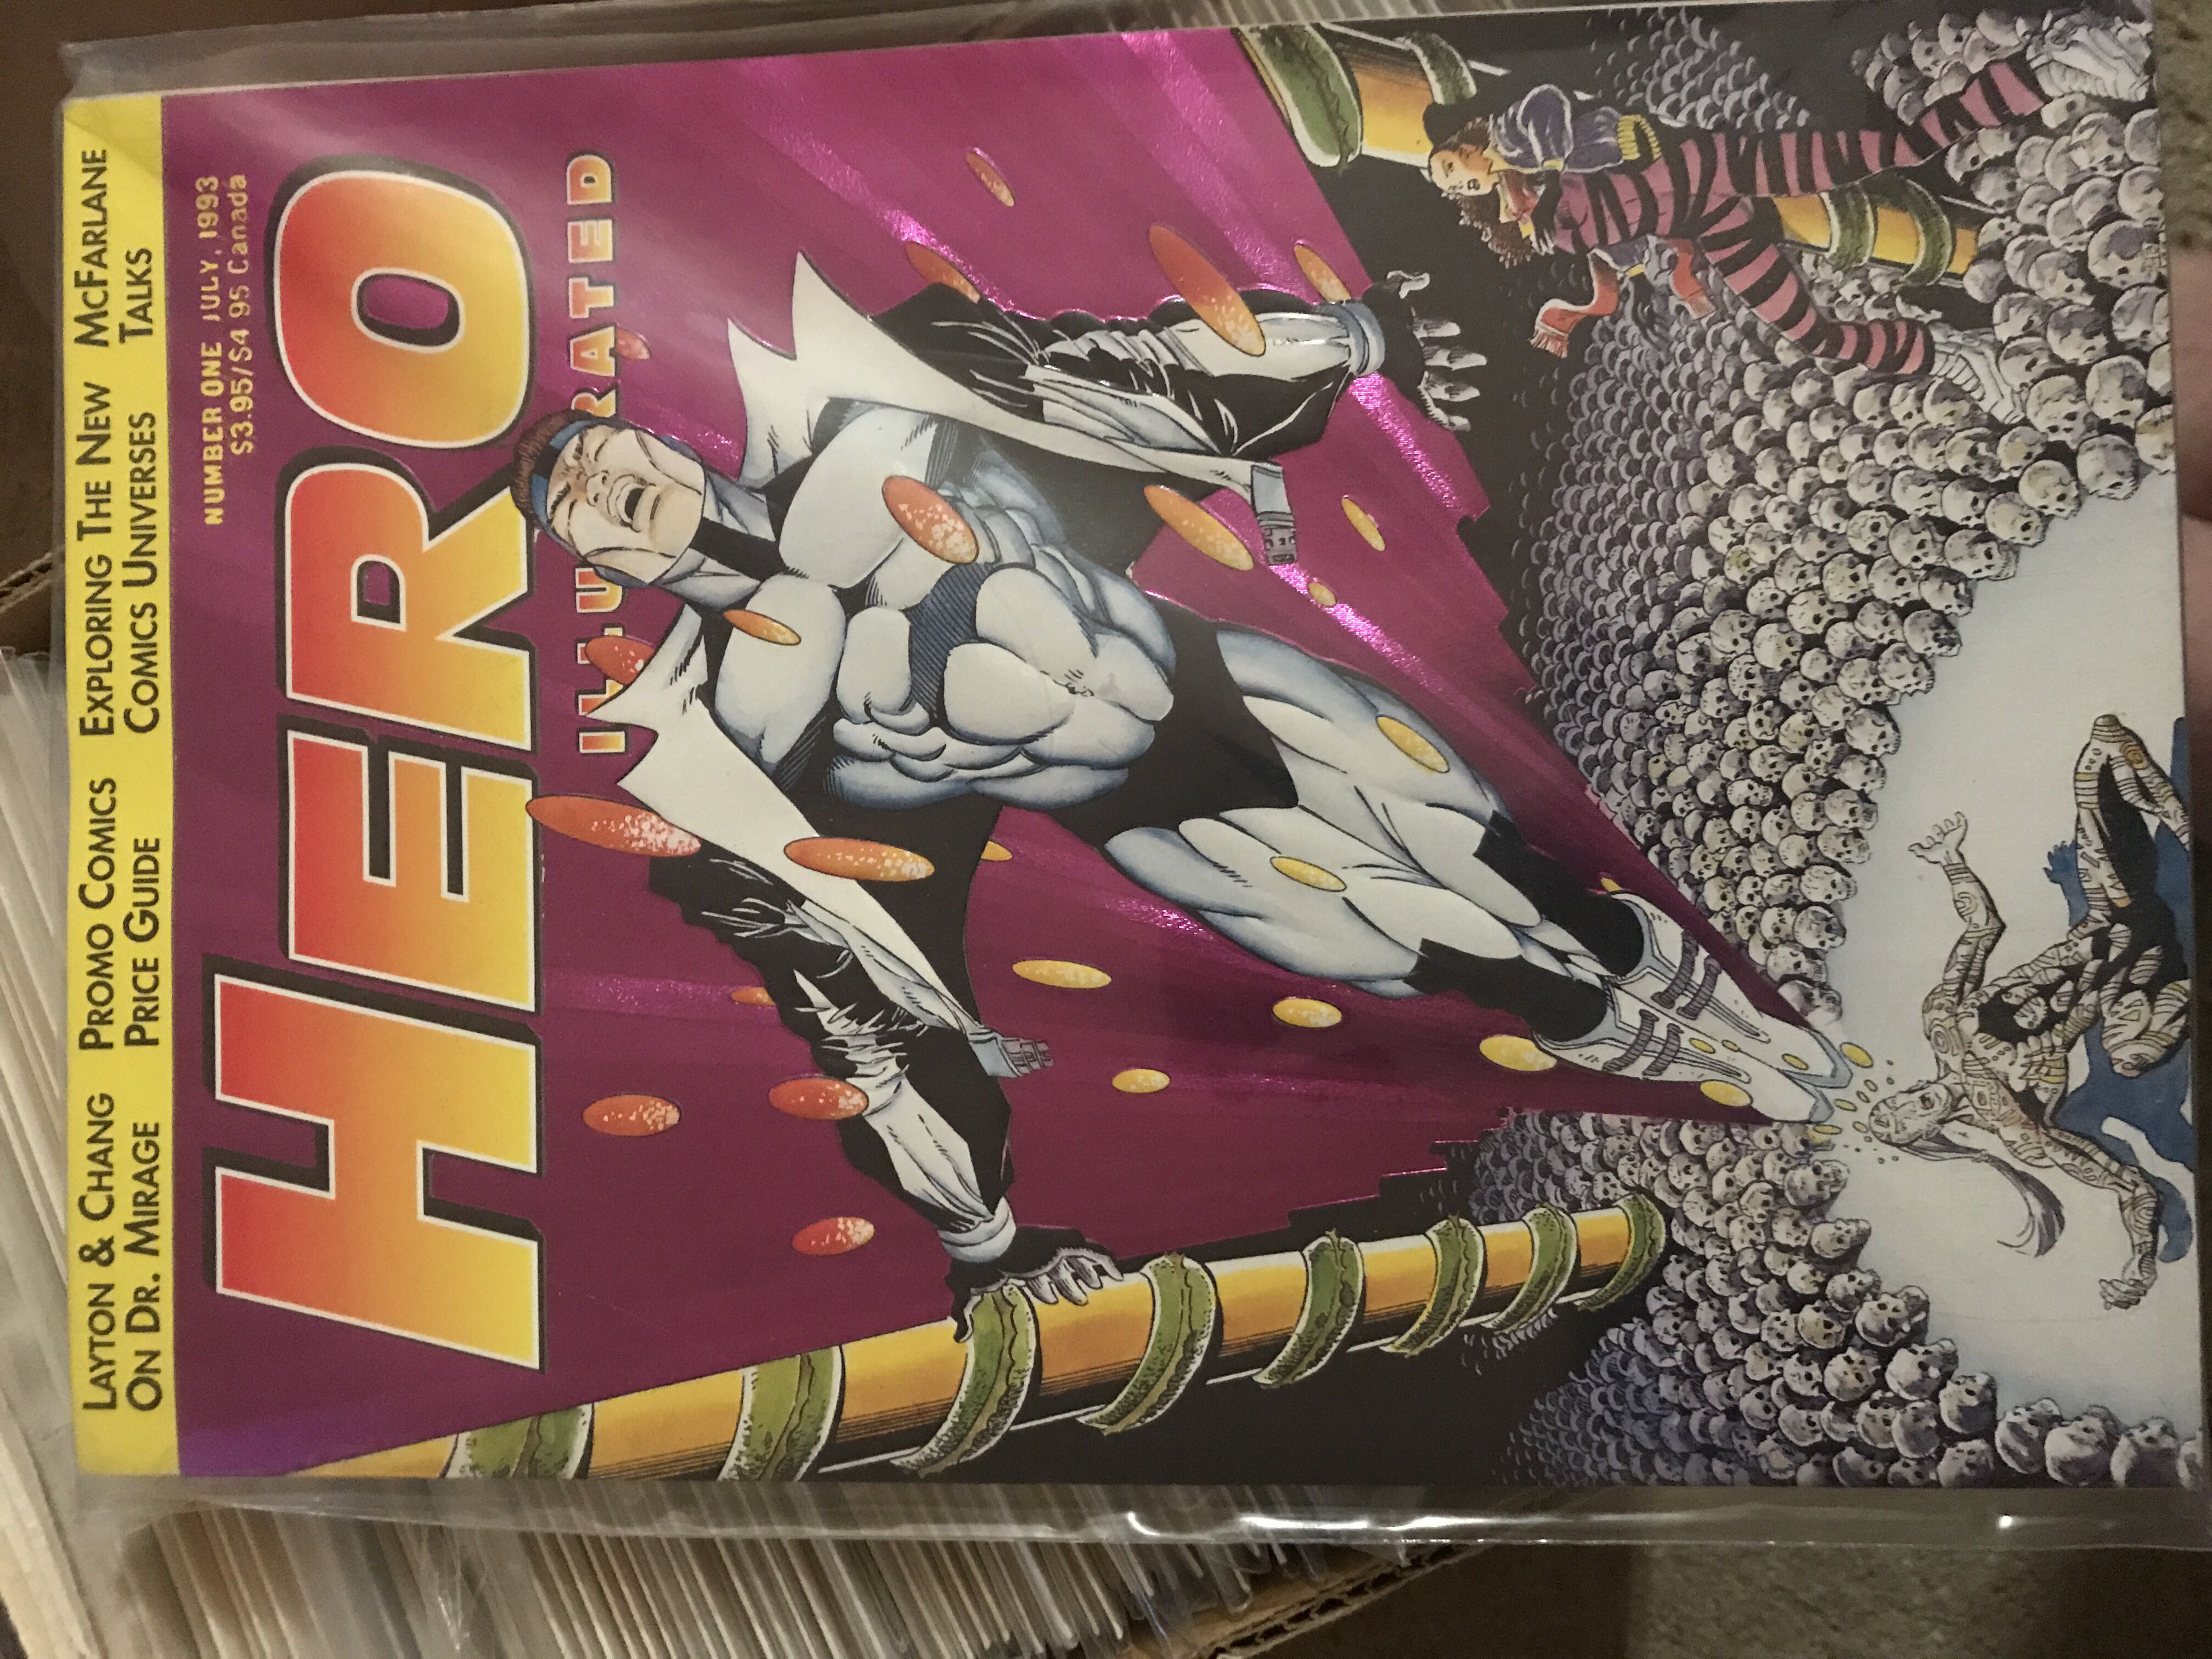 LAYTON & CHANG
ON DR. MIRAGE
PROMO COMICS
PRICE GUIDE
EXPLORING THE NEW
COMICS UNIVERSES
MCFARLANE
TALKS
NUMBER ONE JULY, 1993
$3.95/$4 95 Canada
HERO
ILLU RATED